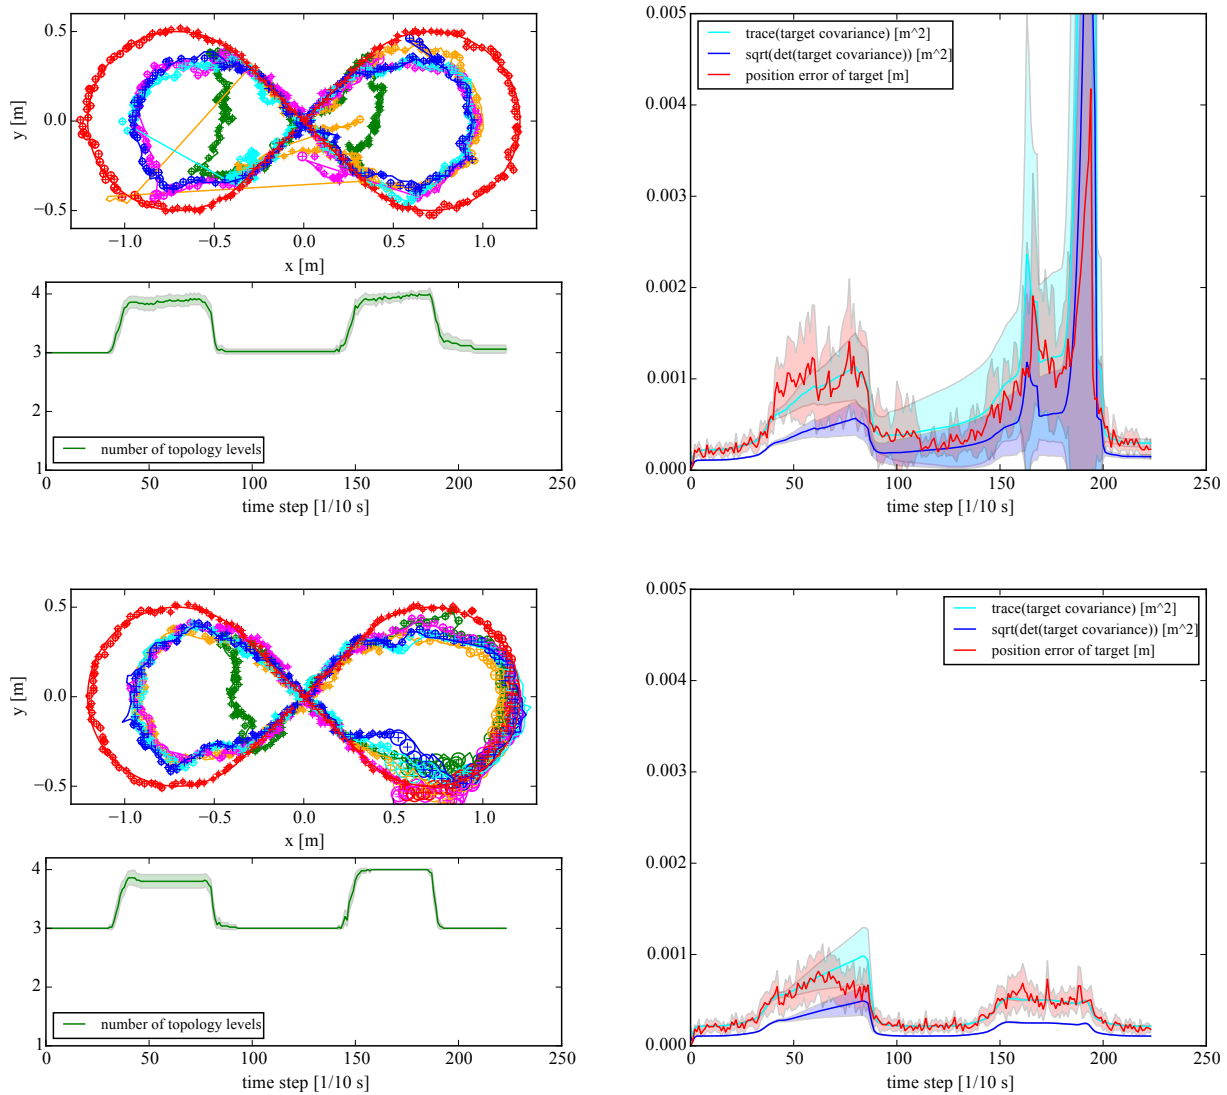 0.5
0.0
−0.5
y [m]
−1.0 −0.5 0.0 0.5 1.0
x [m]
4
3
2
1
number of topology levels
50 100 150 200 250
time step [1/10 s]
0.005
0.004
0.003
0.002
0.001
0.000
trace(target covariance) [m^2]
sqrt(det(target covariance)) [m^2]
position error of target [m]
0 50 100 150 200 250
time step [1/10 s]
0.5
0.0
−0.5
y [m]
−1.0 −0.5 0.0 0.5 1.0
x [m]
4
3
2
1
number of topology levels
50 100 150 200 250
time step [1/10 s]
0.005
0.004
0.003
0.002
0.001
0.000
trace(target covariance) [m^2]
sqrt(det(target covariance)) [m^2]
position error of target [m]
0 50 100 150 200 250
time step [1/10 s]